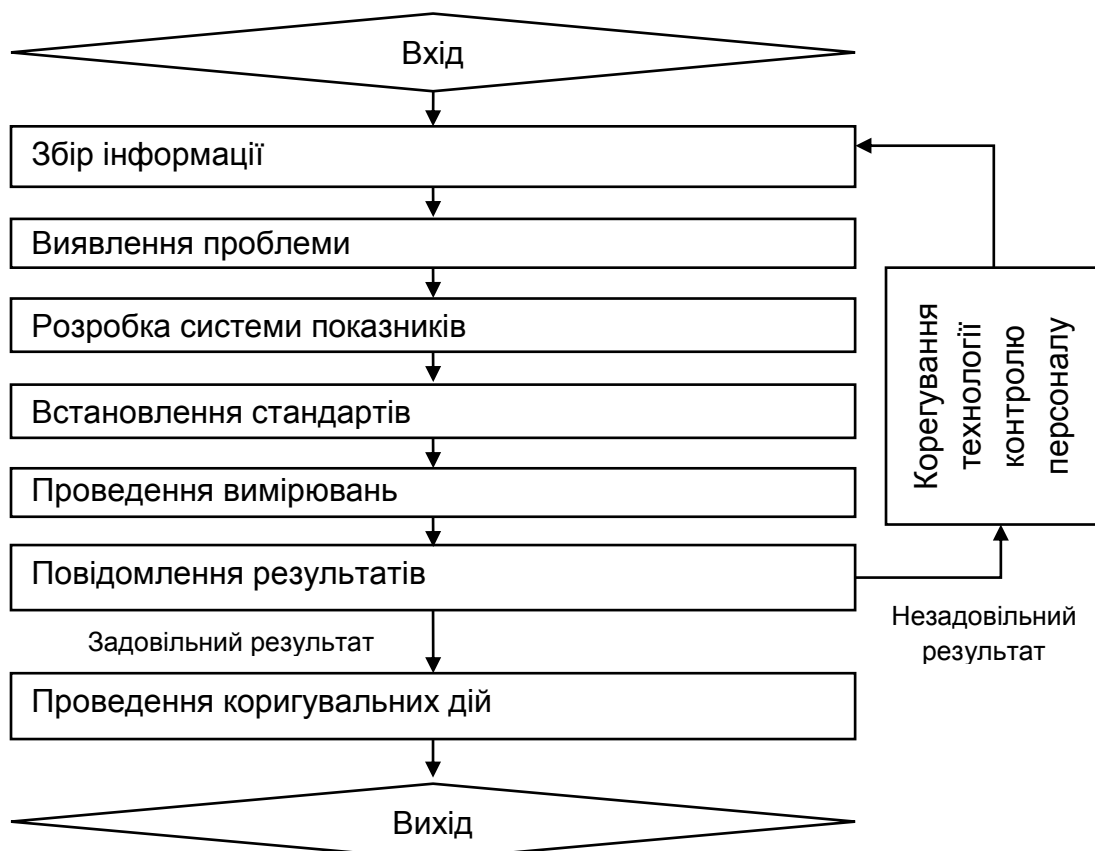 Вхід
Збір інформації
Виявлення проблеми
Розробка системи показників
Встановлення стандартів
Проведення вимірювань
Повідомлення результатів
Задовільний результат
Проведення коригувальних дій
Вихід
Незадовільний
результат
Корегування
технології
контролю
персоналу